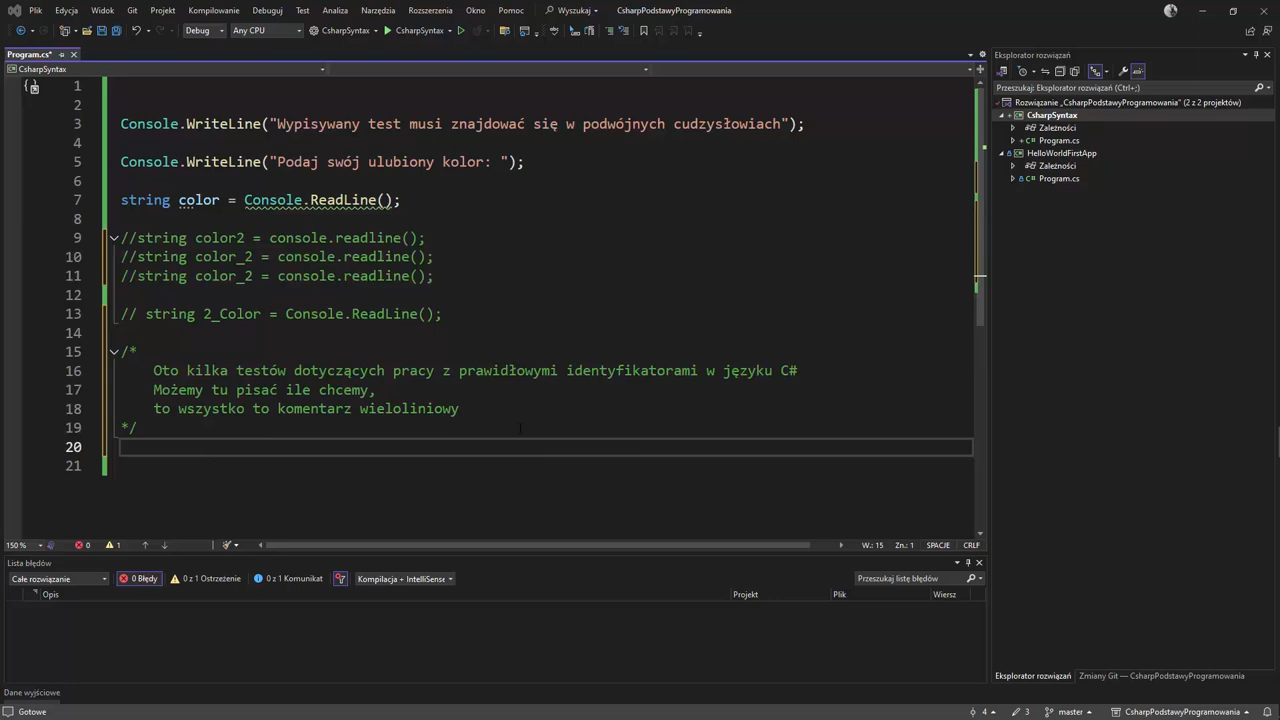 Plik Edycja Widok Git Projekt Kompilowanie Debuguj Test Analiza Narzędzia Rozszerzenia Okno Pomoc Wyszukaj CsharpPodstawyProgramowania
Debug Any CPU CsharpSyntax CsharpSyntax
Program.cs*
CsharpSyntax
1
2
3 Console.WriteLine("Wypisywany test musi znajdować się w podwójnych cudzysłowiach");
4
5 Console.WriteLine("Podaj swój ulubiony kolor: ");
6
7 string color = Console.ReadLine();
8
9 //string color2 = console.readline();
10 //string color_2 = console.readline();
11 //string color_2 = console.readline();
12
13 // string 2_Color = Console.ReadLine();
14
15 /*
16 Oto kilka testów dotyczących pracy z prawidłowymi identyfikatorami w języku C#
17 Możemy tu pisać ile chcemy,
18 to wszystko to komentarz wieloliniowy
19 */
20
21
150 % 0 1 W.: 15 Zn.: 1 SPACJE CRLF
Lista błędów
Całe rozwiązanie 0 Błędy 0 z 1 Ostrzeżenie 0 z 1 Komunikat Kompilacja + IntelliSense Przeszukaj listę błędów
Opis Projekt Plik Wiersz
Dane wyjściowe
Gotowe 4 3 master CsharpPodstawyProgramowania
Eksplorator rozwiązań
Przeszukaj: Eksplorator rozwiązań (Ctrl+;)
Rozwiązanie „CsharpPodstawyProgramowania” (2 z 2 projektów)
CsharpSyntax
Zależności
Program.cs
HelloWorldFirstApp
Zależności
Program.cs
Eksplorator rozwiązań Zmiany Git — CsharpPodstawyProgramowania